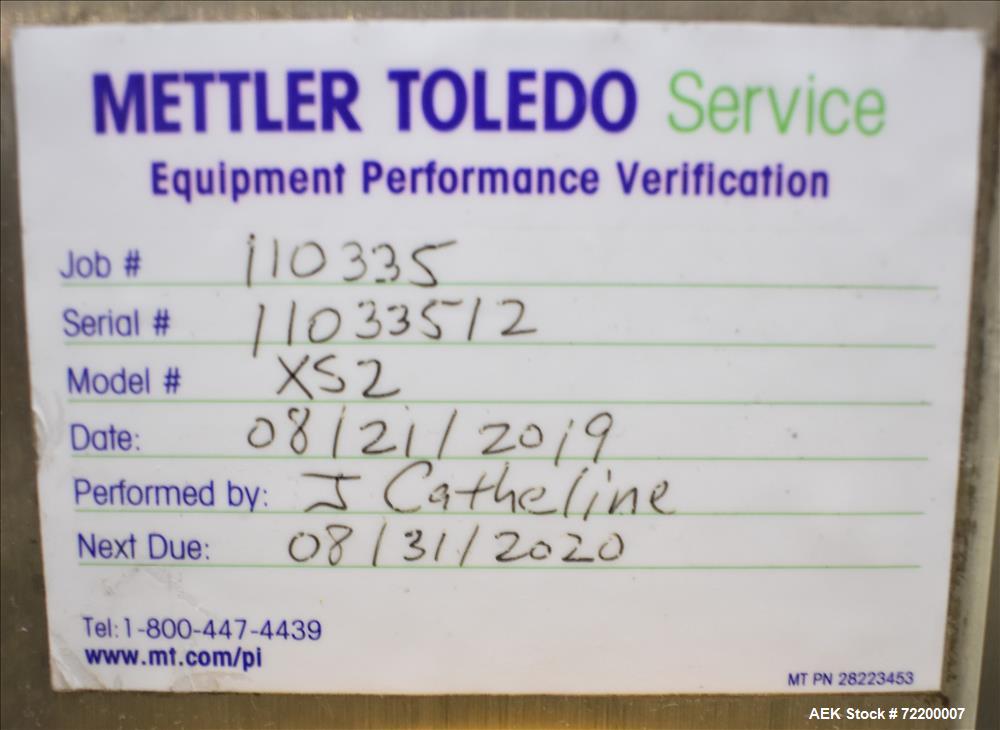 METTLER TOLEDO Service
Equipment Performance Verification
Job # 110335
Serial # 11033512
Model # XS2
Date: 08/21/2019
Performed by: J Catheline
Next Due: 08/31/2020
Tel: 1-800-447-4439
www.mt.com/pi
MT PN 28223453
AEK Stock # 72200007